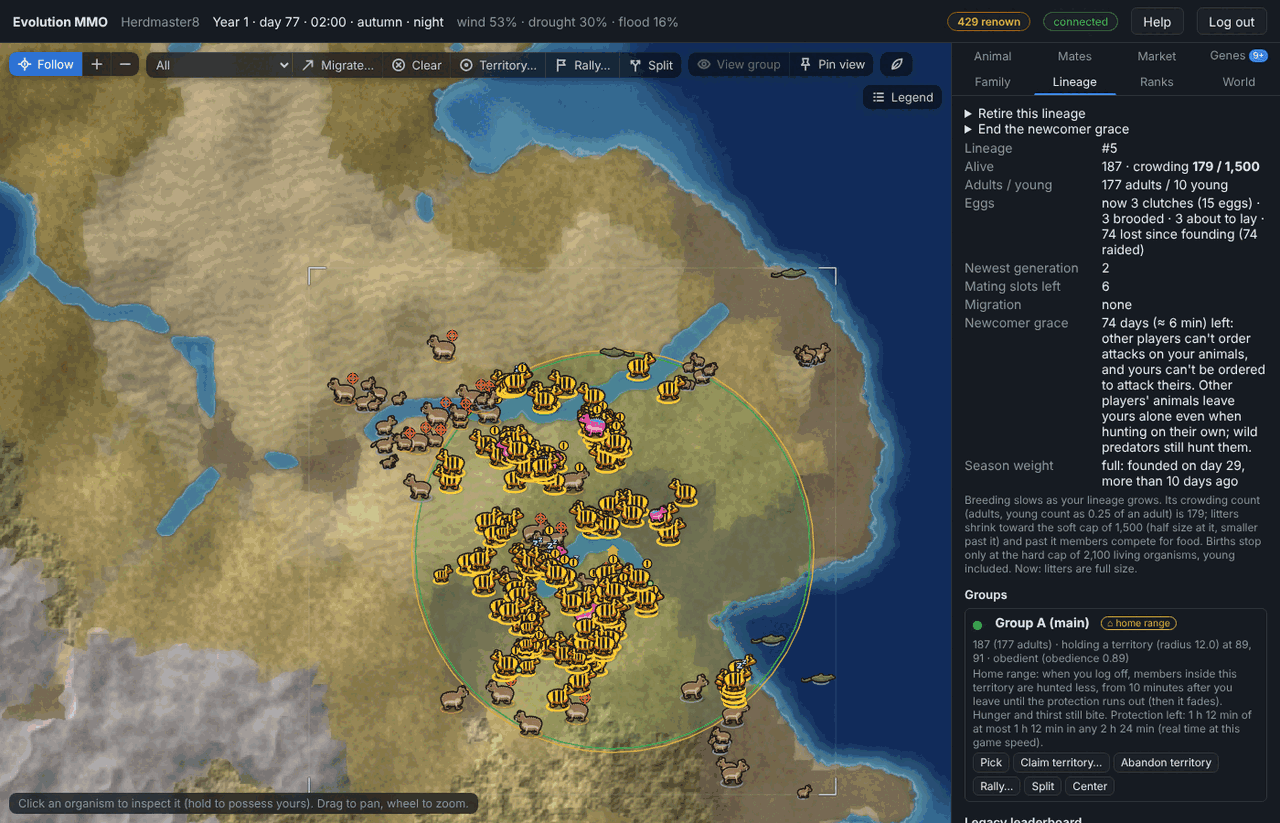 Evolution MMO Herdmaster8 Year 1 · day 77 · 02:00 · autumn · night wind 53% · drought 30% · flood 16% 429 renown connected Help Log out
Follow + − All Migrate... Clear Territory... Rally... Split View group Pin view
Legend
Animal Mates Market Genes 9+
Family Lineage Ranks World
Retire this lineage
End the newcomer grace
Lineage #5
Alive 187 · crowding 179 / 1,500
Adults / young 177 adults / 10 young
Eggs now 3 clutches (15 eggs) ·
3 brooded · 3 about to lay ·
74 lost since founding (74
raided)
Newest generation 2
Mating slots left 6
Migration none
Newcomer grace 74 days (≈ 6 min) left:
other players can't order
attacks on your animals,
and yours can't be ordered
to attack theirs. Other
players' animals leave
yours alone even when
hunting on their own; wild
predators still hunt them.
Season weight full: founded on day 29,
more than 10 days ago
Breeding slows as your lineage grows. Its crowding count
(adults, young count as 0.25 of an adult) is 179; litters
shrink toward the soft cap of 1,500 (half size at it, smaller
past it) and past it members compete for food. Births stop
only at the hard cap of 2,100 living organisms, young
included. Now: litters are full size.
Groups
Group A (main) ⌂ home range
187 (177 adults) · holding a territory (radius 12.0) at 89,
91 · obedient (obedience 0.89)
Home range: when you log off, members inside this
territory are hunted less, from 10 minutes after you
leave until the protection runs out (then it fades).
Hunger and thirst still bite. Protection left: 1 h 12 min of
at most 1 h 12 min in any 2 h 24 min (real time at this
game speed).
Pick Claim territory... Abandon territory
Rally... Split Center
Legacy leaderboard
Click an organism to inspect it (hold to possess yours). Drag to pan, wheel to zoom.